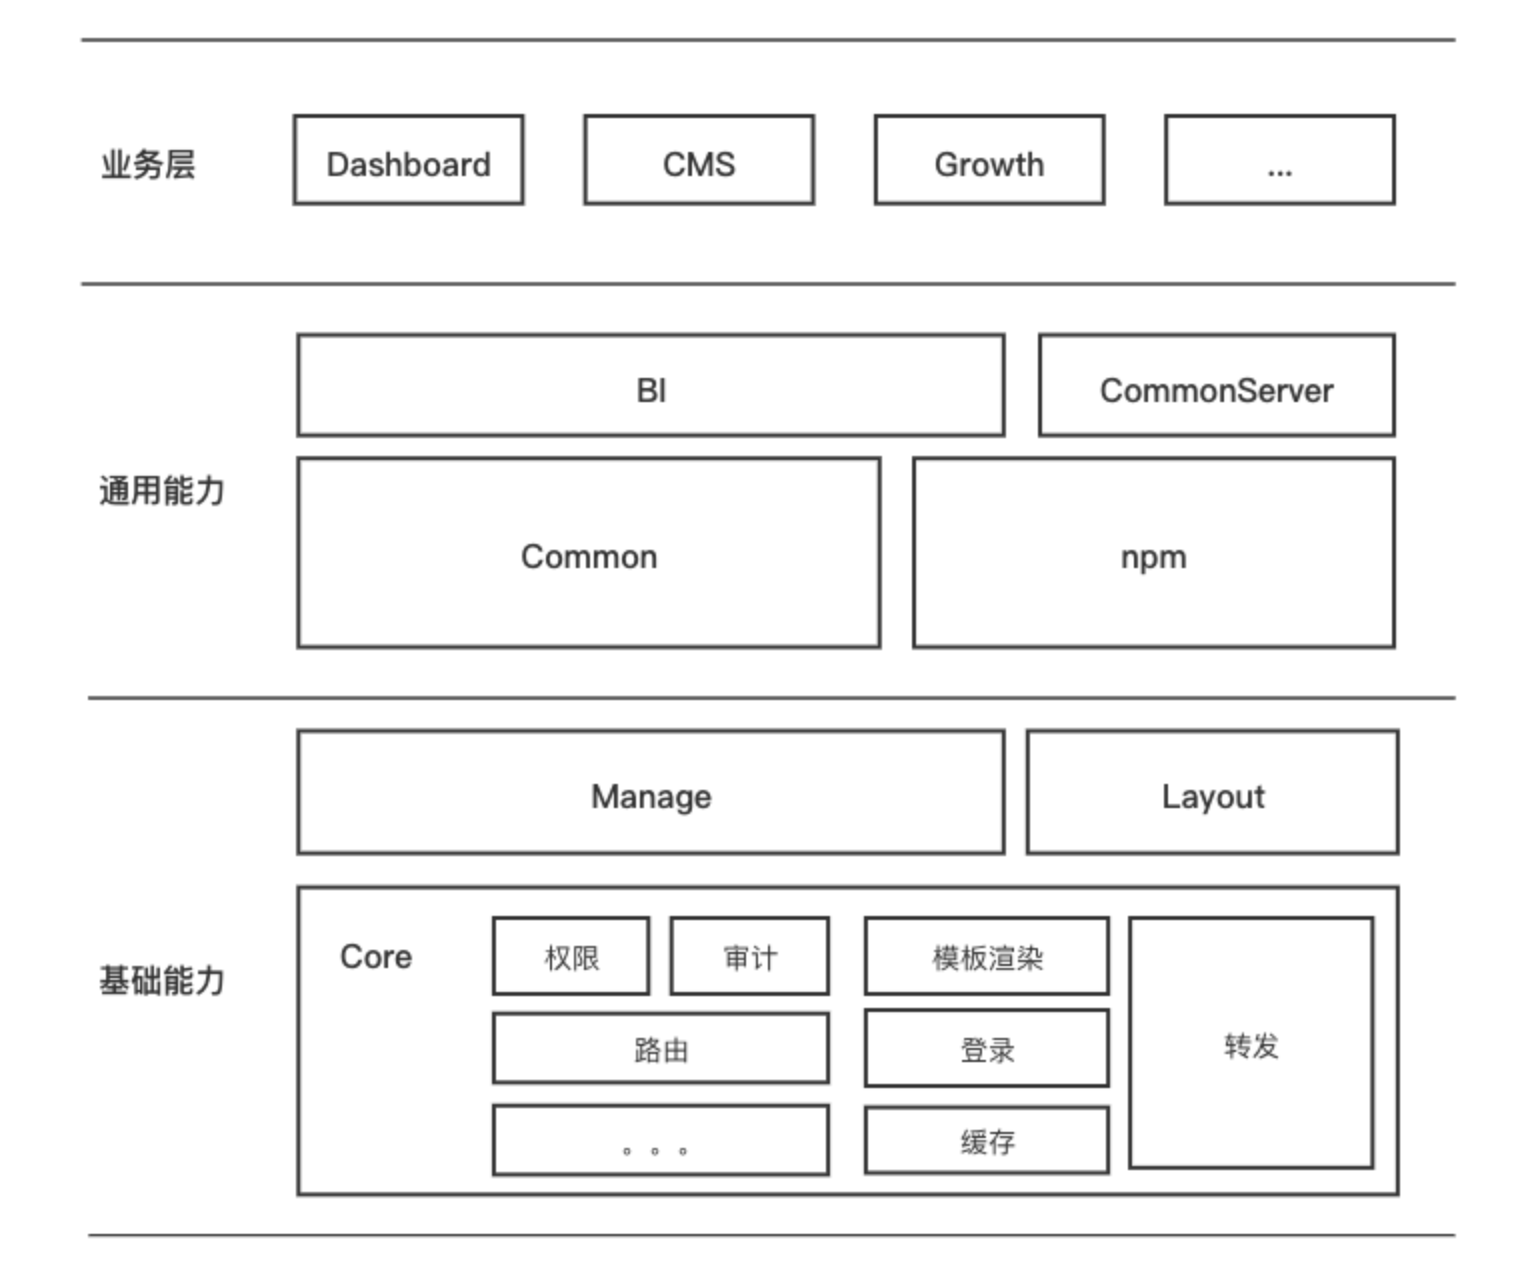 业务层
Dashboard
CMS
Growth
...
通用能力
BI
CommonServer
Common
npm
基础能力
Manage
Layout
Core
权限
审计
模板渲染
转发
路由
登录
。。。
缓存